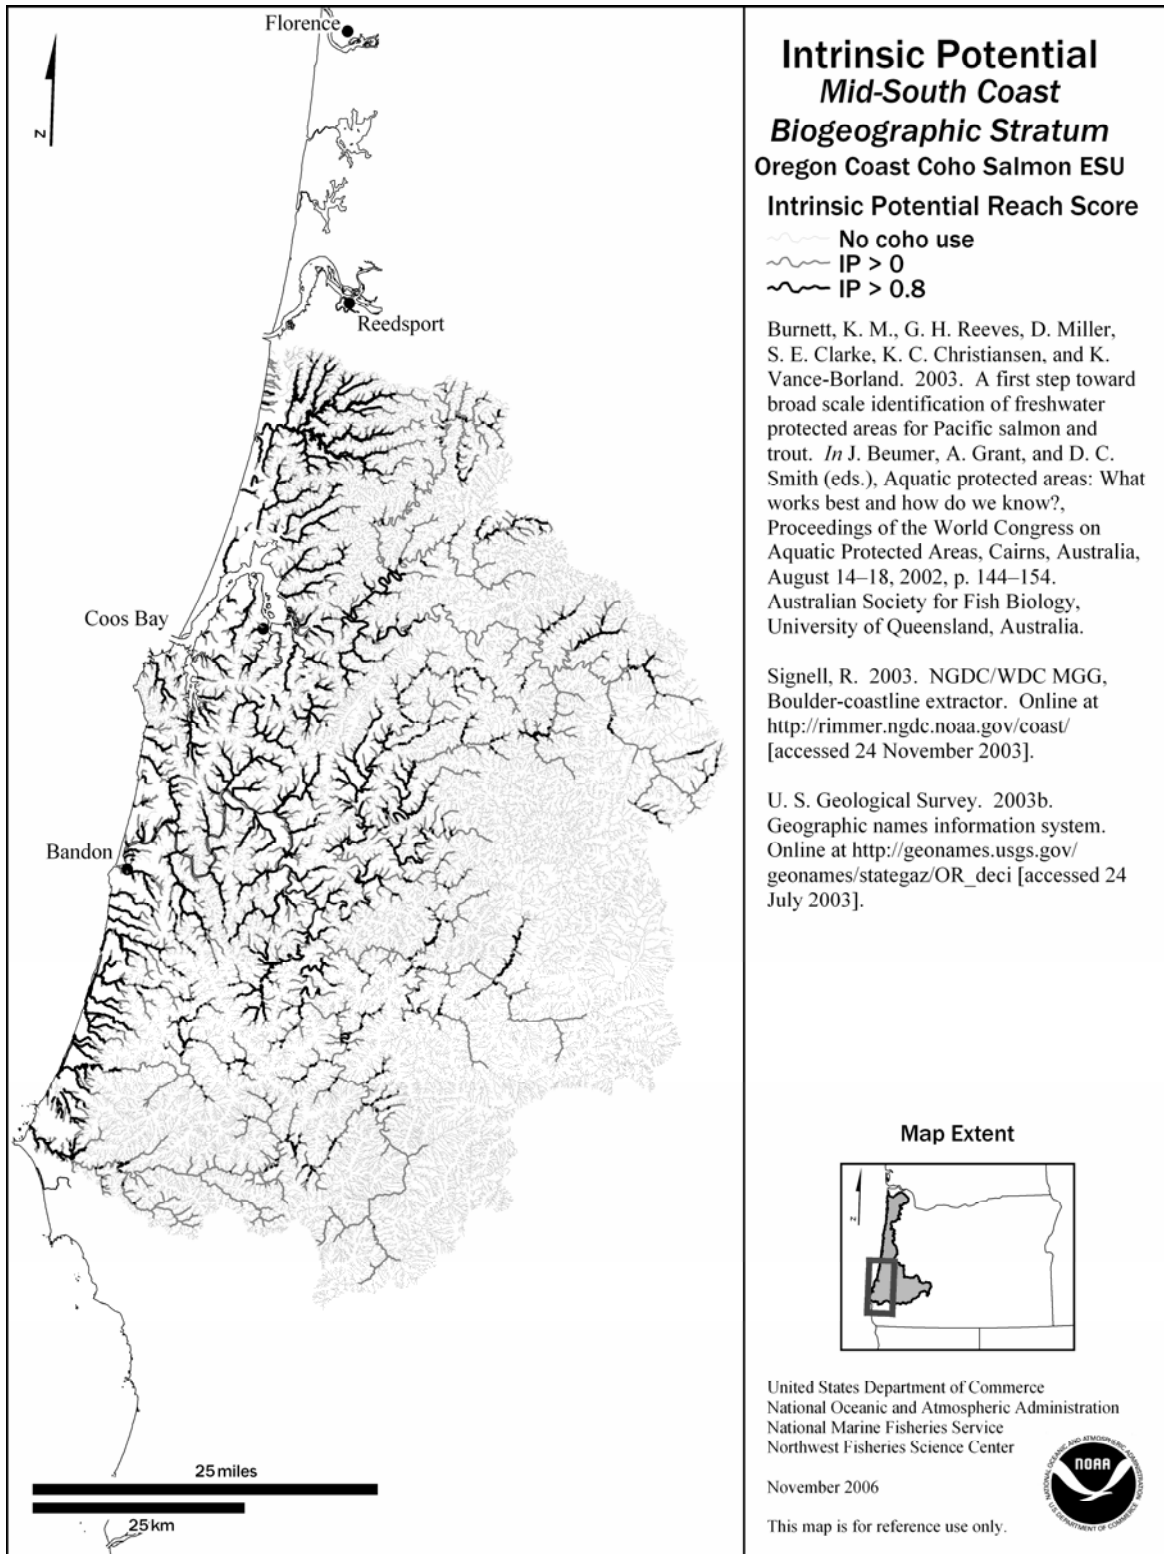 Florence
N
Reedsport
Coos Bay
Bandon
25 miles
25 km
Intrinsic Potential
Mid-South Coast
Biogeographic Stratum
Oregon Coast Coho Salmon ESU
Intrinsic Potential Reach Score
No coho use
IP > 0
IP > 0.8
Burnett, K. M., G. H. Reeves, D. Miller,
S. E. Clarke, K. C. Christiansen, and K.
Vance-Borland. 2003. A first step toward
broad scale identification of freshwater
protected areas for Pacific salmon and
trout. In J. Beumer, A. Grant, and D. C.
Smith (eds.), Aquatic protected areas: What
works best and how do we know?,
Proceedings of the World Congress on
Aquatic Protected Areas, Cairns, Australia,
August 14–18, 2002, p. 144–154.
Australian Society for Fish Biology,
University of Queensland, Australia.
Signell, R. 2003. NGDC/WDC MGG,
Boulder-coastline extractor. Online at
http://rimmer.ngdc.noaa.gov/coast/
[accessed 24 November 2003].
U. S. Geological Survey. 2003b.
Geographic names information system.
Online at http://geonames.usgs.gov/
geonames/stategaz/OR_deci [accessed 24
July 2003].
Map Extent
N
United States Department of Commerce
National Oceanic and Atmospheric Administration
National Marine Fisheries Service
Northwest Fisheries Science Center
November 2006
This map is for reference use only.
NATIONAL OCEANIC AND ATMOSPHERIC ADMINISTRATION
NOAA
U.S. DEPARTMENT OF COMMERCE